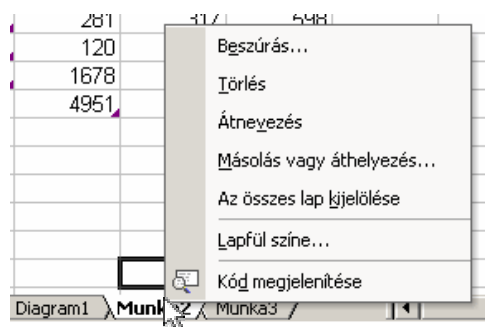 281 317 598
120
1678
4951
Beszúrás...
Törlés
Átnevezés
Másolás vagy áthelyezés...
Az összes lap kijelölése
Lapfül színe...
Kód megjelenítése
Diagram1 Munka2 Munka3